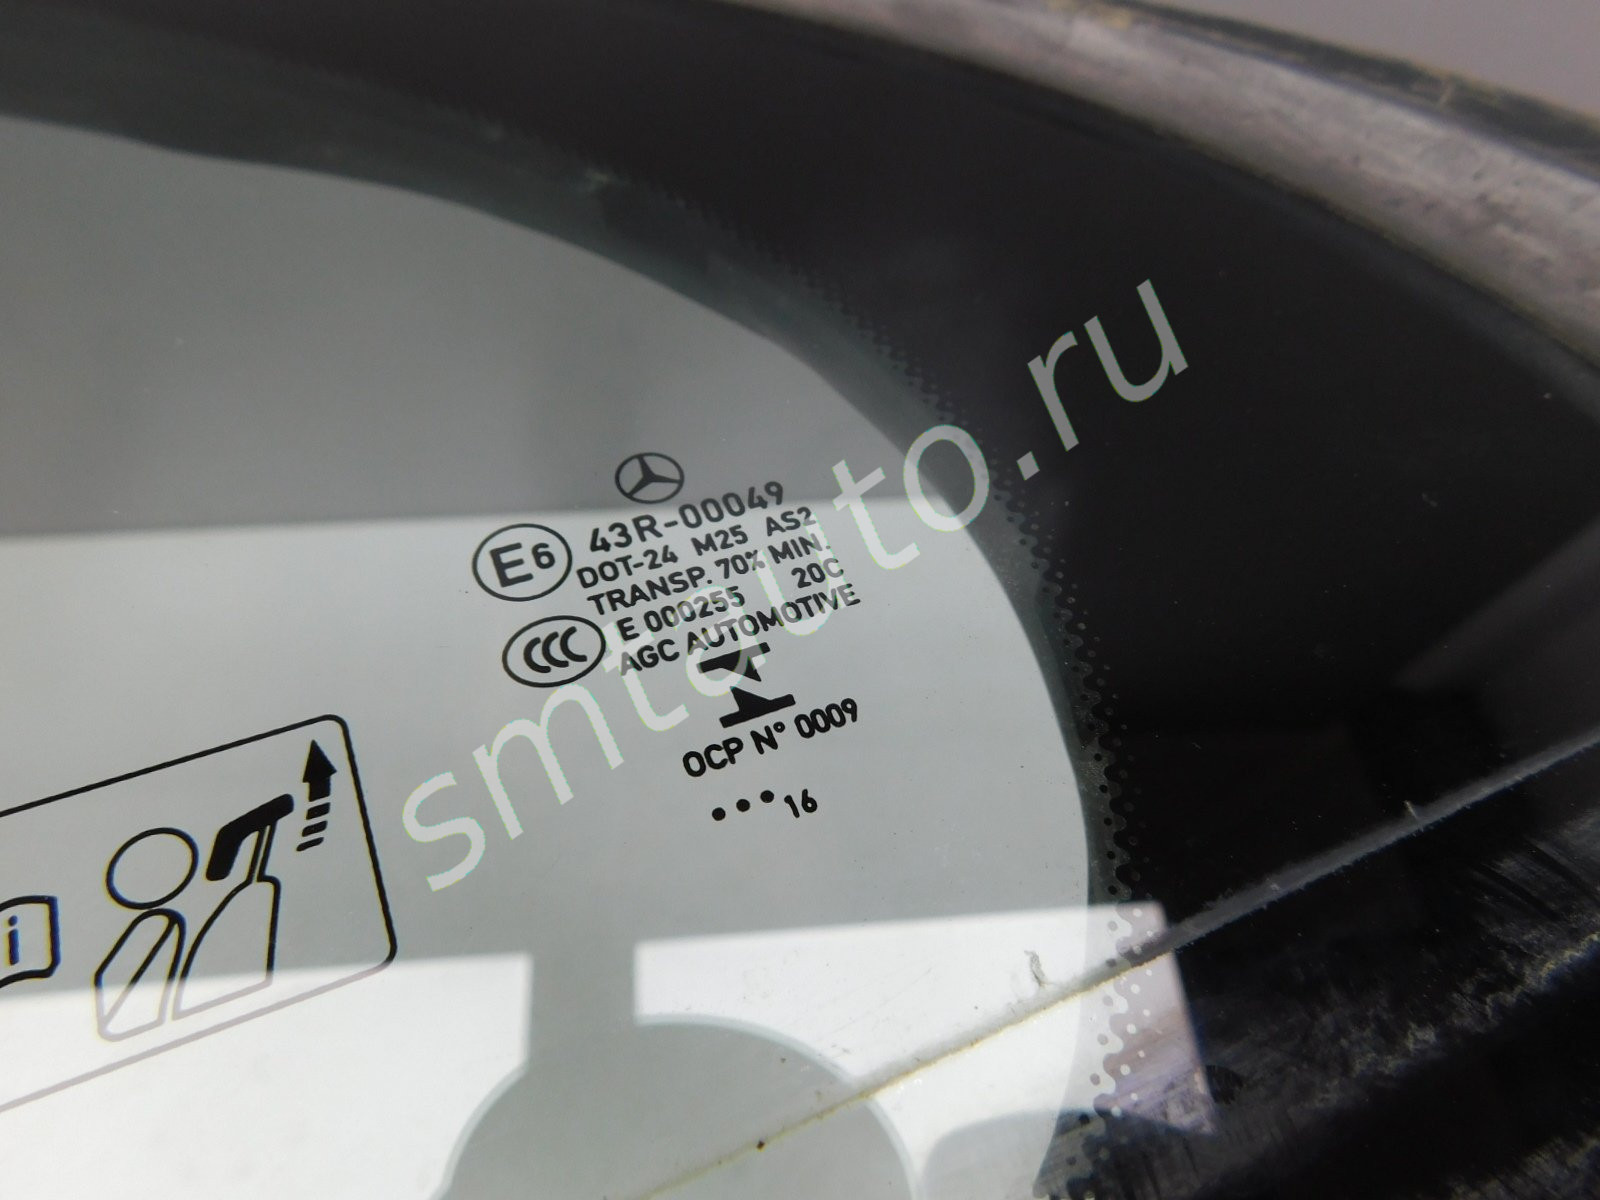 43R-00049
E6
DOT-24 M25 AS2
TRANSP. 70% MIN.
E 000255 20C
CCC
AGC AUTOMOTIVE
OCP N° 0009
•••16
i
smtauto.ru